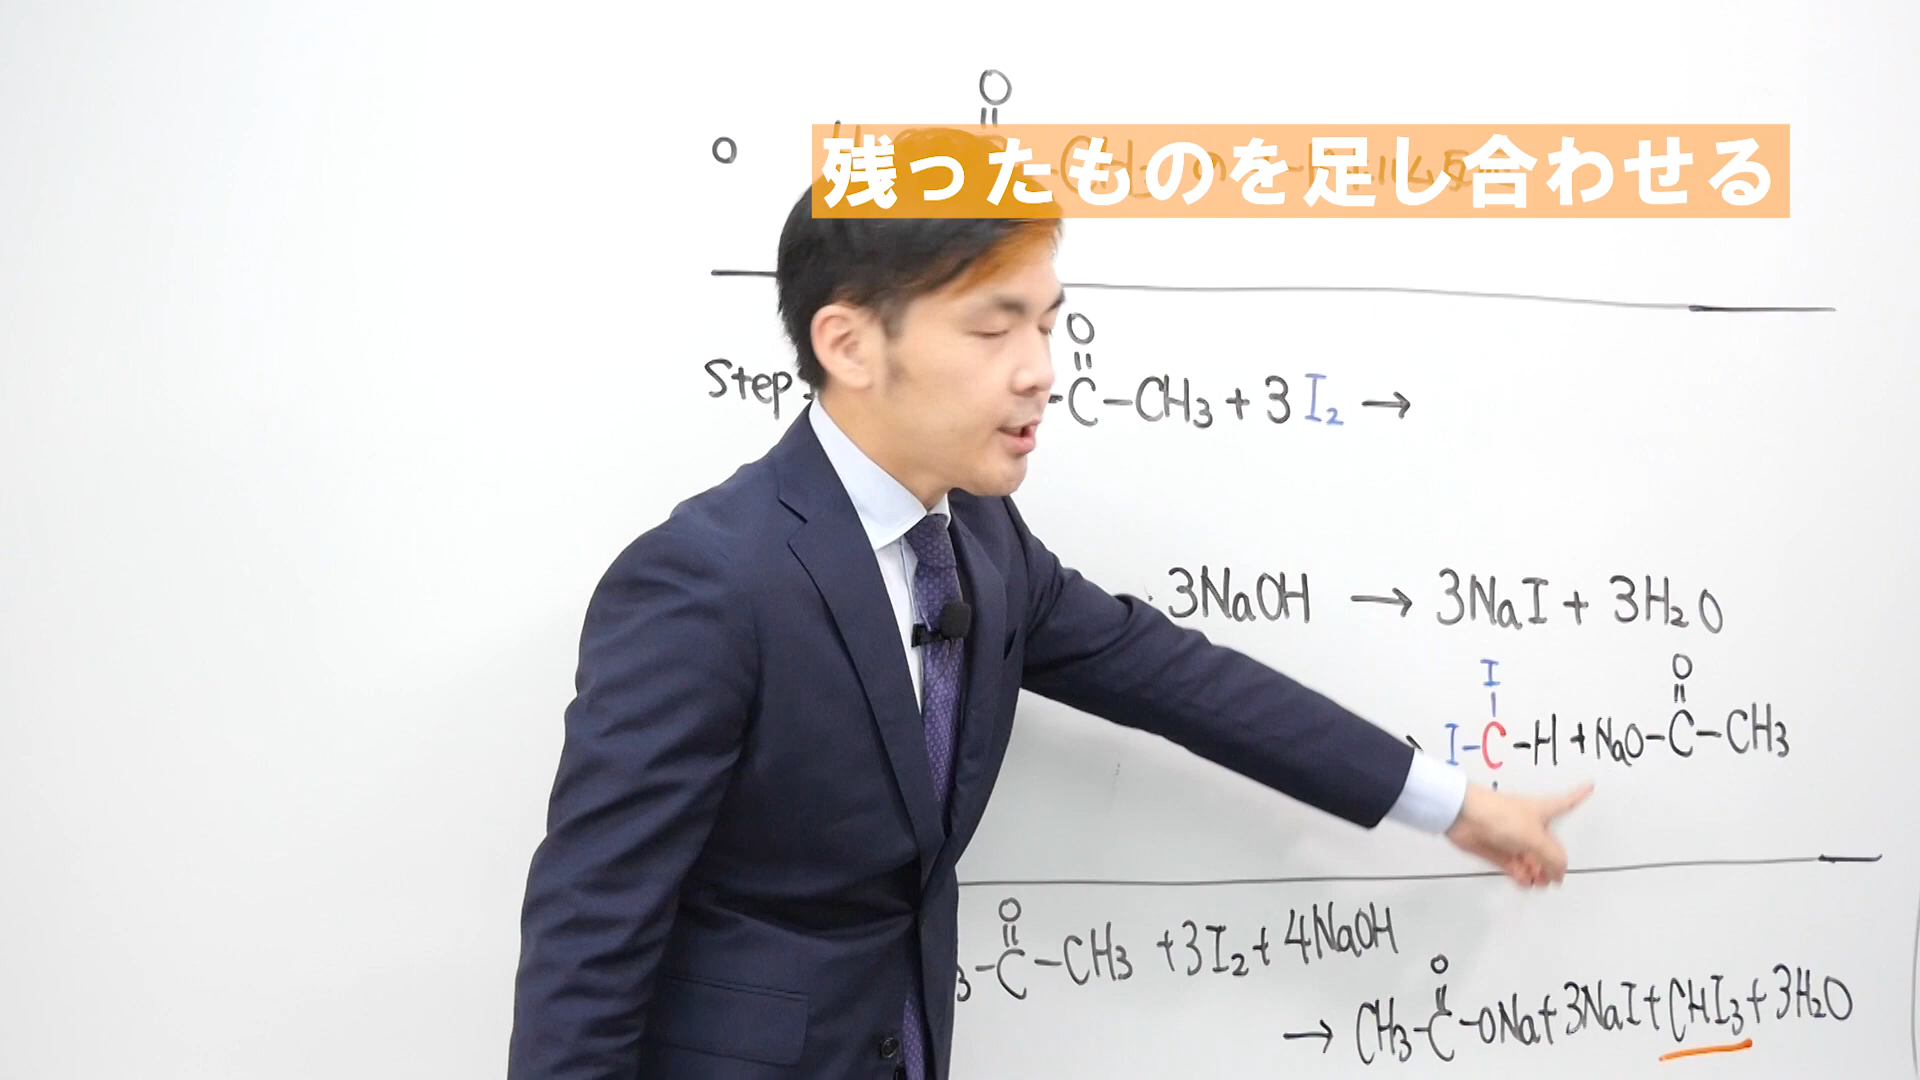 O
残ったものを足し合わせる
Step
O
C-CH3 + 3 I2 →
3NaOH → 3NaI + 3H2O
I
O
I-C-H + NaO-C-CH3
O
3-C-CH3 + 3I2 + 4NaOH
O
→ CH3-C-ONa + 3NaI + CHI3 + 3H2O